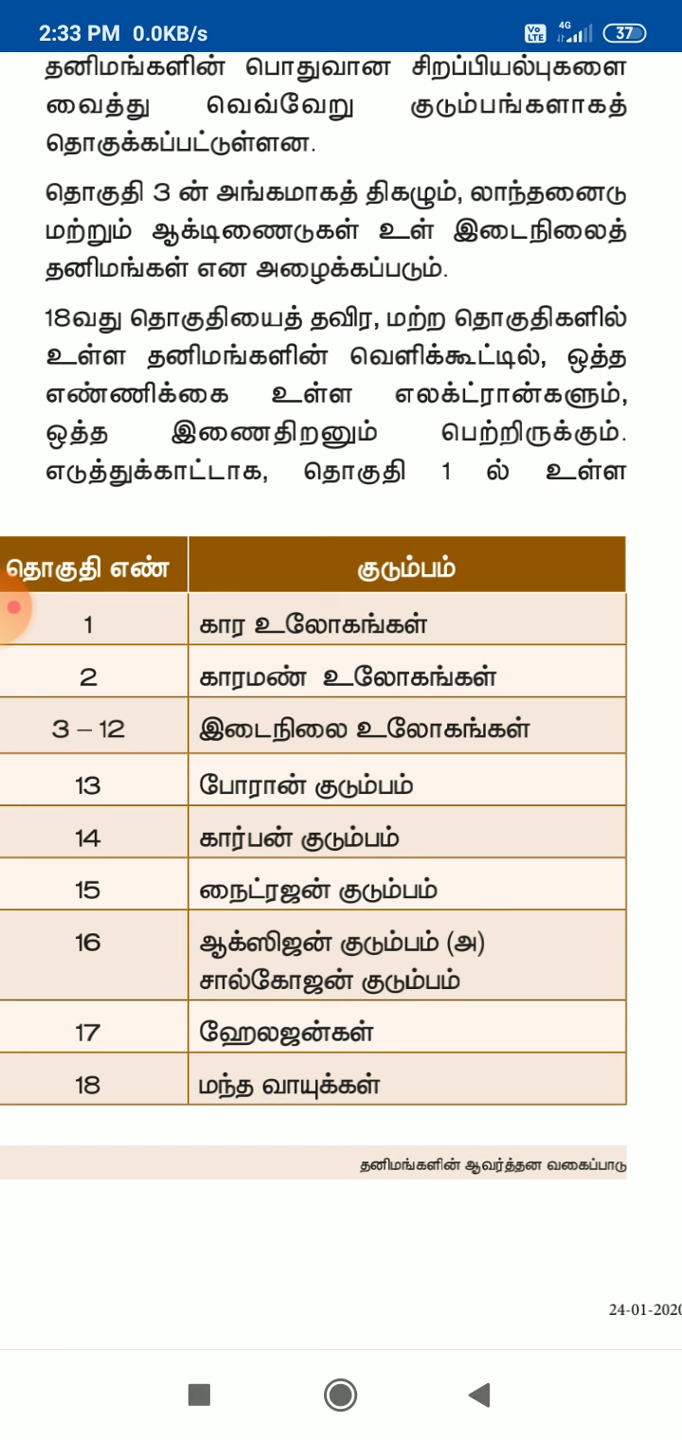 2:33 PM 0.0KB/s Vo LTE 4G 37
தனிமங்களின் பொதுவான சிறப்பியல்புகளை
வைத்து வெவ்வேறு குடும்பங்களாகத்
தொகுக்கப்பட்டுள்ளன.
தொகுதி 3 ன் அங்கமாகத் திகழும், லாந்தனைடு
மற்றும் ஆக்டிணைடுகள் உள் இடைநிலைத்
தனிமங்கள் என அழைக்கப்படும்.
18வது தொகுதியைத் தவிர, மற்ற தொகுதிகளில்
உள்ள தனிமங்களின் வெளிக்கூட்டில், ஒத்த
எண்ணிக்கை உள்ள எலக்ட்ரான்களும்,
ஒத்த இணைதிறனும் பெற்றிருக்கும்.
எடுத்துக்காட்டாக, தொகுதி 1 ல் உள்ள
தொகுதி எண் குடும்பம்
1 கார உலோகங்கள்
2 காரமண் உலோகங்கள்
3 – 12 இடைநிலை உலோகங்கள்
13 போரான் குடும்பம்
14 கார்பன் குடும்பம்
15 நைட்ரஜன் குடும்பம்
16 ஆக்ஸிஜன் குடும்பம் (அ)
சால்கோஜன் குடும்பம்
17 ஹேலஜன்கள்
18 மந்த வாயுக்கள்
தனிமங்களின் ஆவர்த்தன வகைப்பாடு
24-01-2020